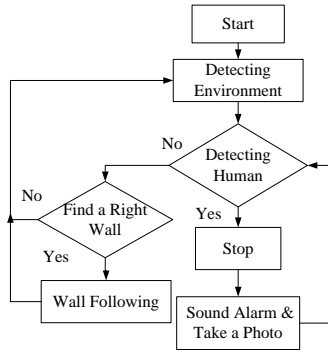 Start
Detecting
Environment
No
Detecting
Human
No
Find a Right
Wall
Yes
Yes
Stop
Wall Following
Sound Alarm &
Take a Photo